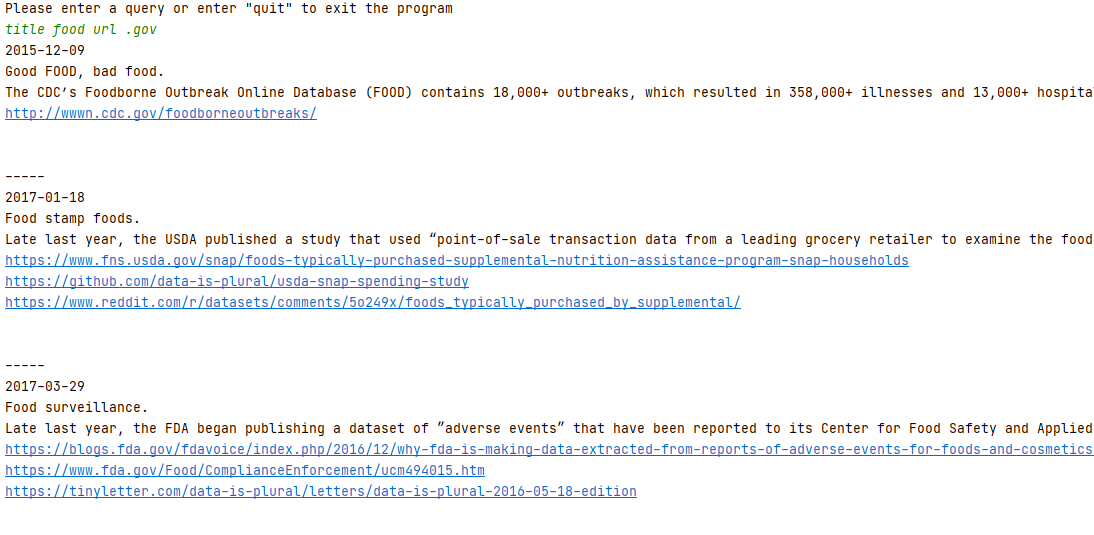 Please enter a query or enter "quit" to exit the program
title food url .gov
2015-12-09
Good FOOD, bad food.
The CDC’s Foodborne Outbreak Online Database (FOOD) contains 18,000+ outbreaks, which resulted in 358,000+ illnesses and 13,000+
http://wwwn.cdc.gov/foodborneoutbreaks/
-----
2017-01-18
Food stamp foods.
Late last year, the USDA published a study that used “point-of-sale transaction data from a leading grocery retailer to examine the food
https://www.fns.usda.gov/snap/foods-typically-purchased-supplemental-nutrition-assistance-program-snap-households
https://github.com/data-is-plural/usda-snap-spending-study
https://www.reddit.com/r/datasets/comments/5o249x/foods_typically_purchased_by_supplemental/
-----
2017-03-29
Food surveillance.
Late last year, the FDA began publishing a dataset of ”adverse events” that have been reported to its Center for Food Safety and Applied
https://blogs.fda.gov/fdavoice/index.php/2016/12/why-fda-is-making-data-extracted-from-reports-of-adverse-events-for-foods-and-cosmetics
https://www.fda.gov/Food/ComplianceEnforcement/ucm494015.htm
https://tinyletter.com/data-is-plural/letters/data-is-plural-2016-05-18-edition